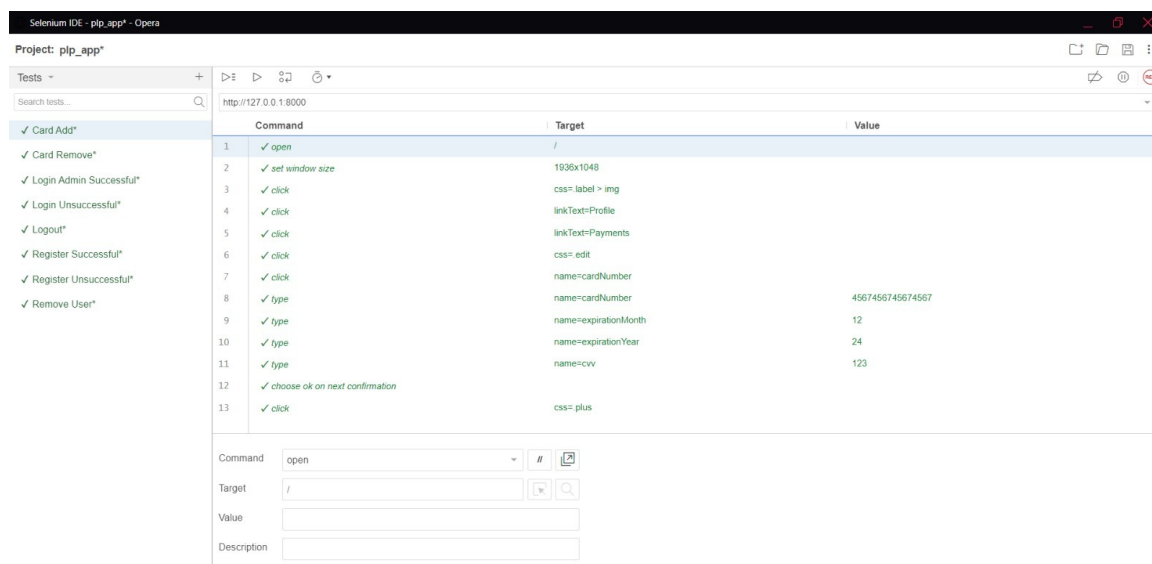 Selenium IDE - plp_app* - Opera
Project: plp_app*
Tests
Search tests...
http://127.0.0.1:8000
✓ Card Add*
✓ Card Remove*
✓ Login Admin Successful*
✓ Login Unsuccessful*
✓ Logout*
✓ Register Successful*
✓ Register Unsuccessful*
✓ Remove User*
Command Target Value
1 ✓ open /
2 ✓ set window size 1936x1048
3 ✓ click css=.label > img
4 ✓ click linkText=Profile
5 ✓ click linkText=Payments
6 ✓ click css=.edit
7 ✓ click name=cardNumber
8 ✓ type name=cardNumber 4567456745674567
9 ✓ type name=expirationMonth 12
10 ✓ type name=expirationYear 24
11 ✓ type name=cvv 123
12 ✓ choose ok on next confirmation
13 ✓ click css=.plus
Command open //
Target /
Value
Description